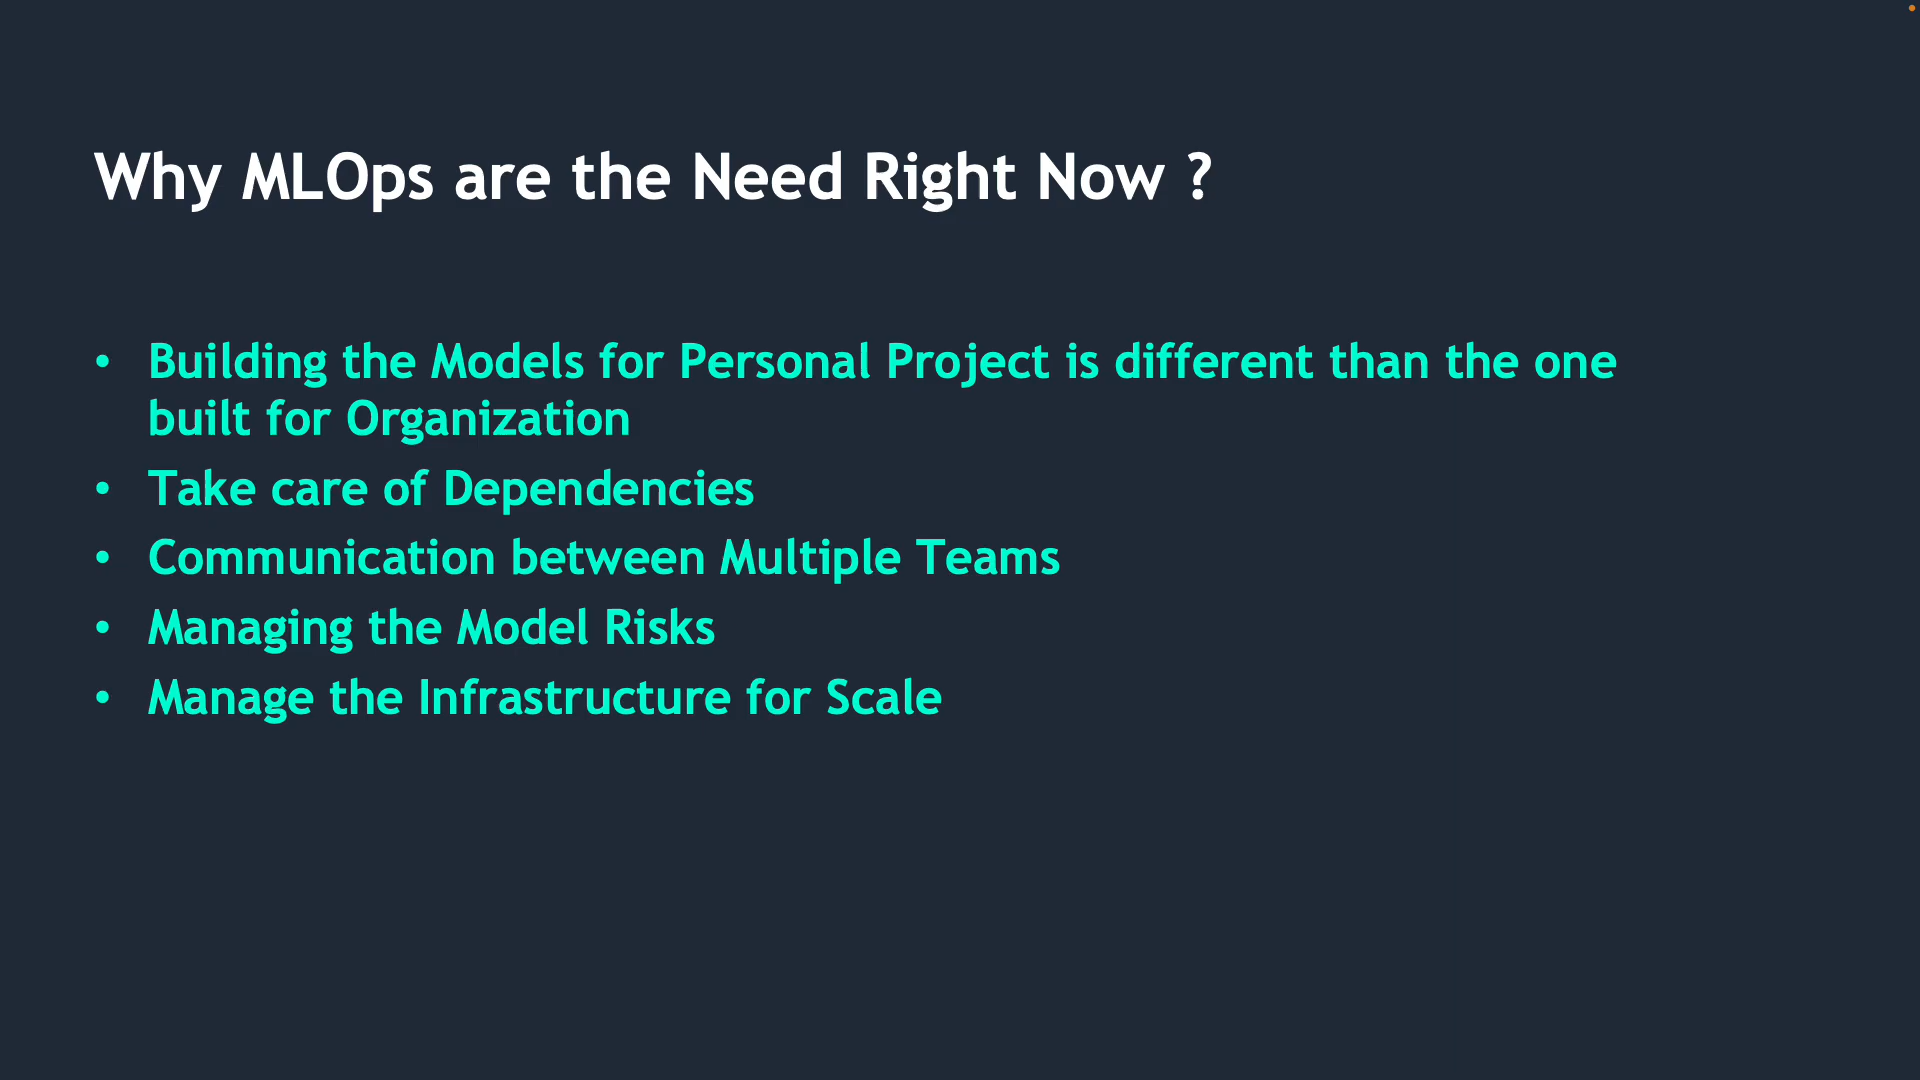 Why MLOps are the Need Right Now ?
• Building the Models for Personal Project is different than the one
built for Organization
• Take care of Dependencies
• Communication between Multiple Teams
• Managing the Model Risks
• Manage the Infrastructure for Scale